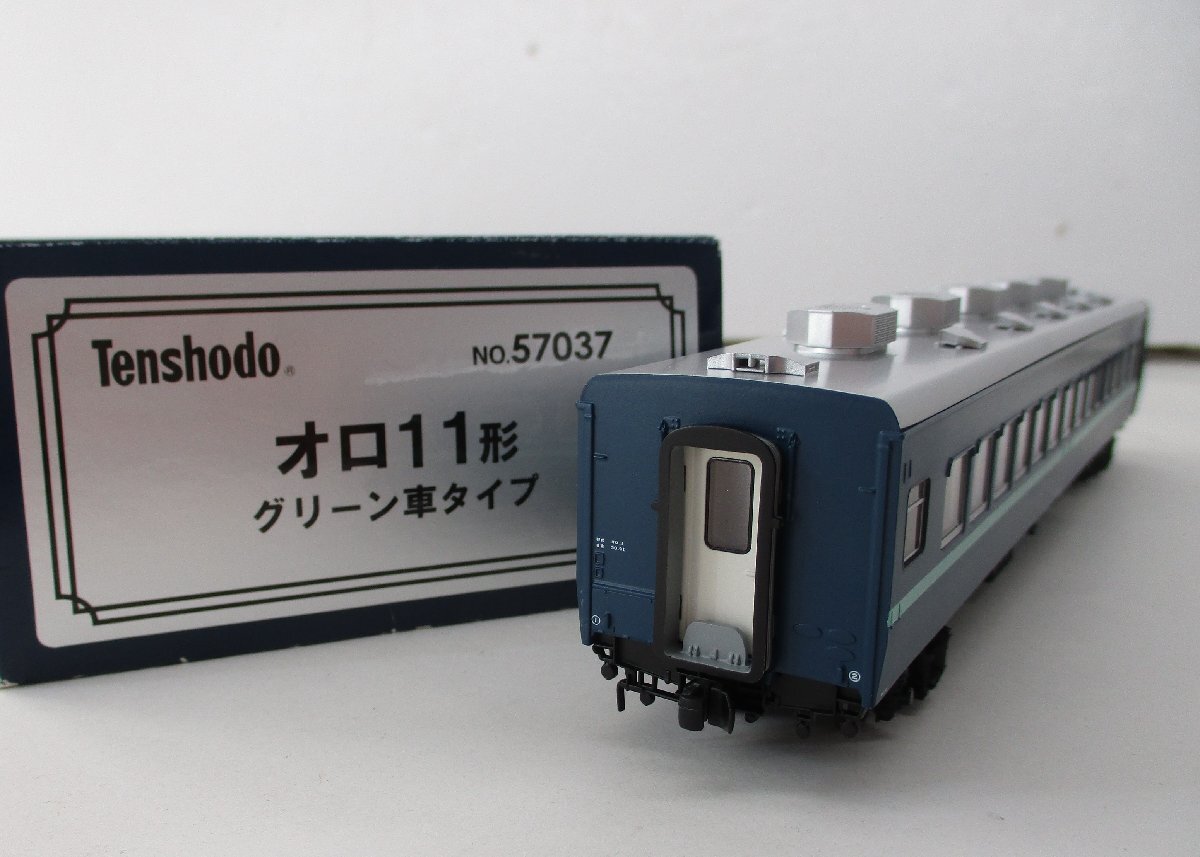 Tenshodo®
NO.57037
オロ11形
グリーン車タイプ